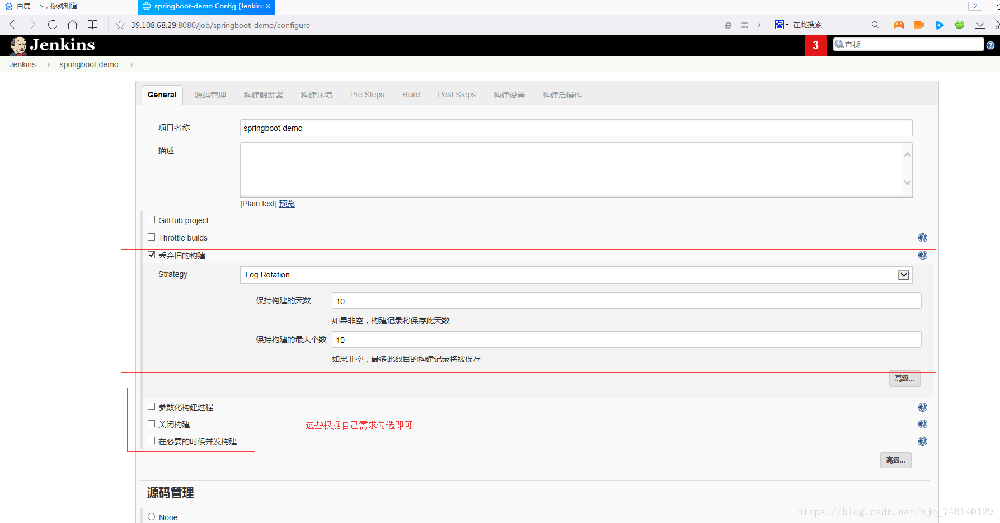 百度一下，你就知道
springboot-demo Config [Jenkins
2
39.108.68.29:8080/job/springboot-demo/configure
在此搜索
Jenkins
3
查找
Jenkins
springboot-demo
General 源码管理 构建触发器 构建环境 Pre Steps Build Post Steps 构建设置 构建后操作
项目名称 springboot-demo
描述
[Plain text] 预览
GitHub project
Throttle builds
丢弃旧的构建
Strategy Log Rotation
保持构建的天数 10
如果非空，构建记录将保存此天数
保持构建的最大个数 10
如果非空，最多此数目的构建记录将被保存
高级...
参数化构建过程
关闭构建
这些根据自己需求勾选即可
在必要的时候并发构建
高级...
源码管理
None
https://blog.csdn.net/zjh_746140129